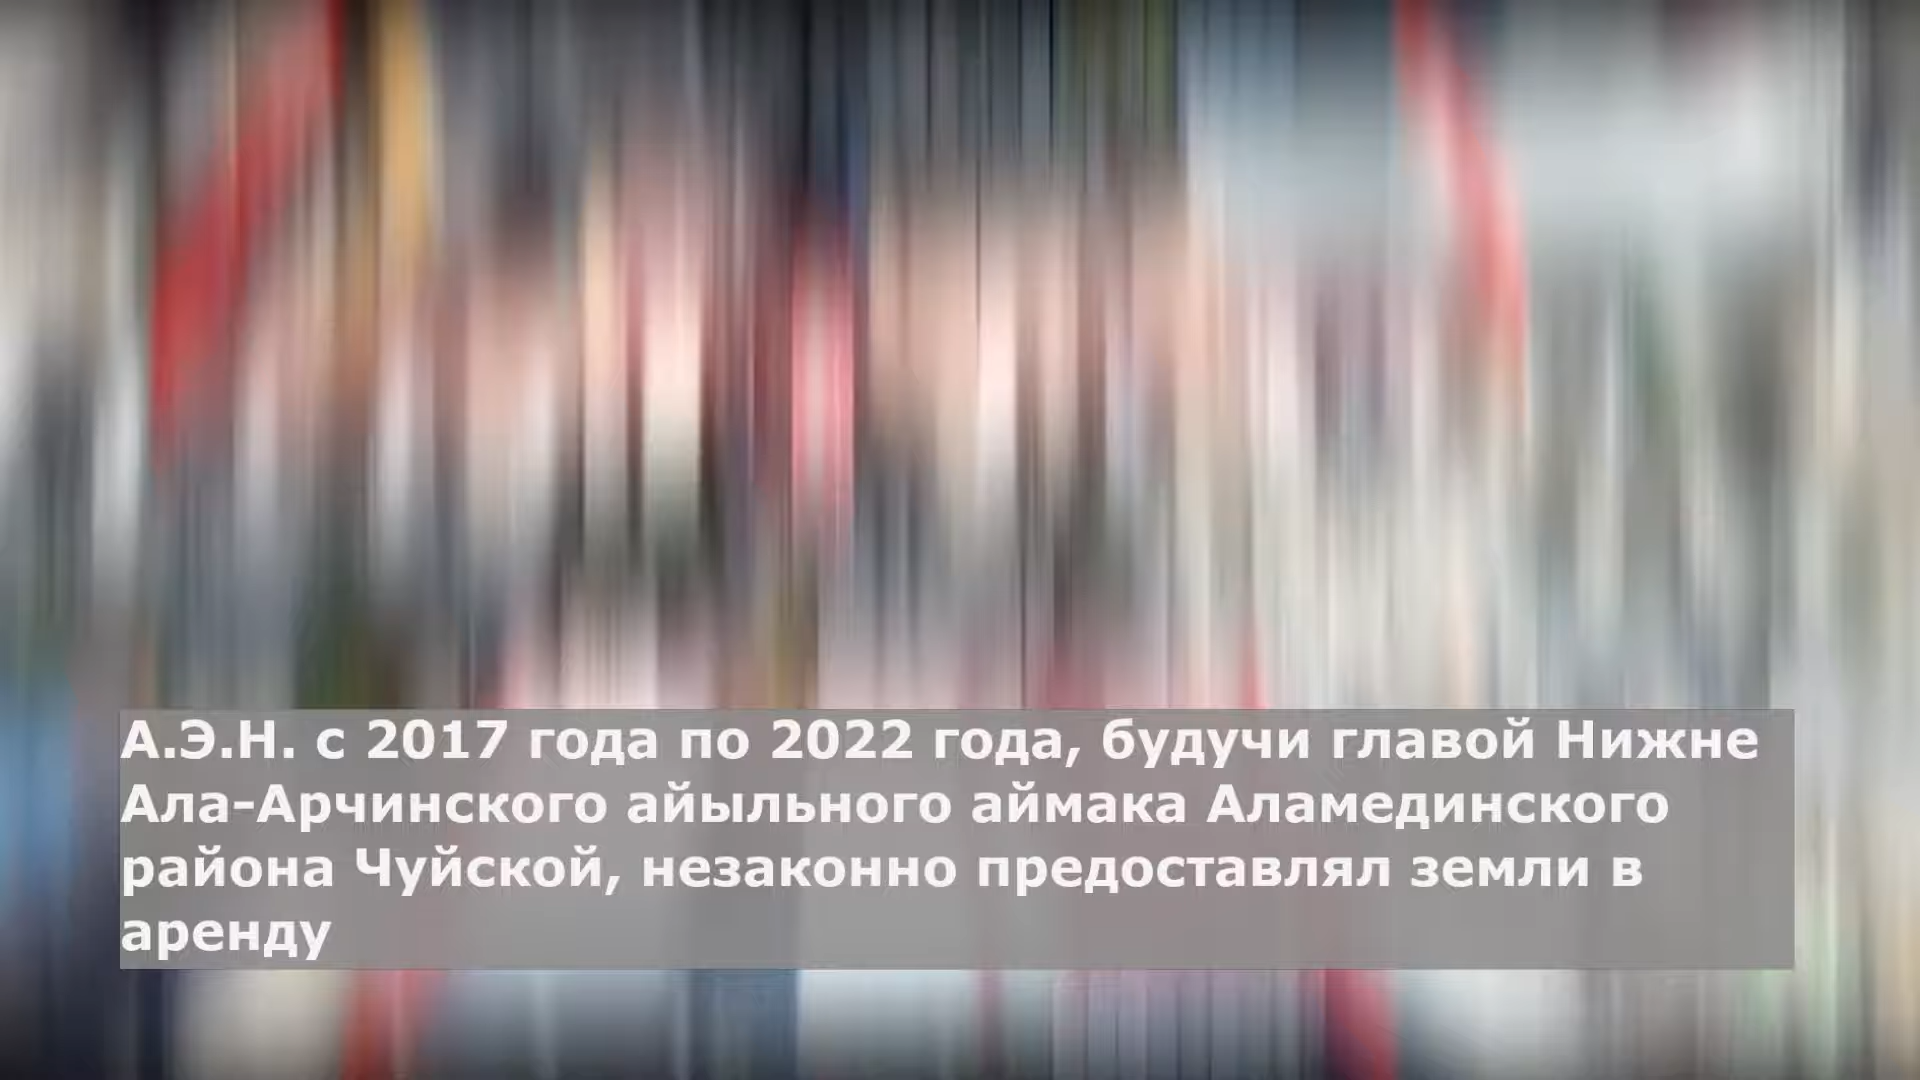 А.Э.Н. с 2017 года по 2022 года, будучи главой Нижне
Ала-Арчинского айыльного аймака Аламединского
района Чуйской, незаконно предоставлял земли в
аренду